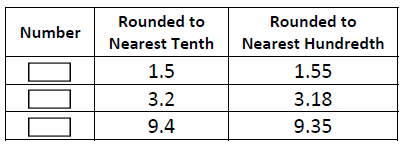 Number Rounded to Nearest Tenth Rounded to Nearest Hundredth
1.5 1.55
3.2 3.18
9.4 9.35